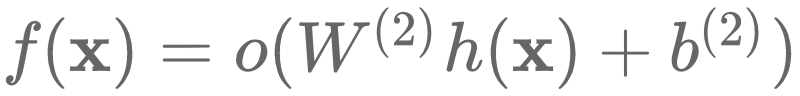 f(𝐱) = o(W⁽²⁾h(𝐱) + b⁽²⁾)